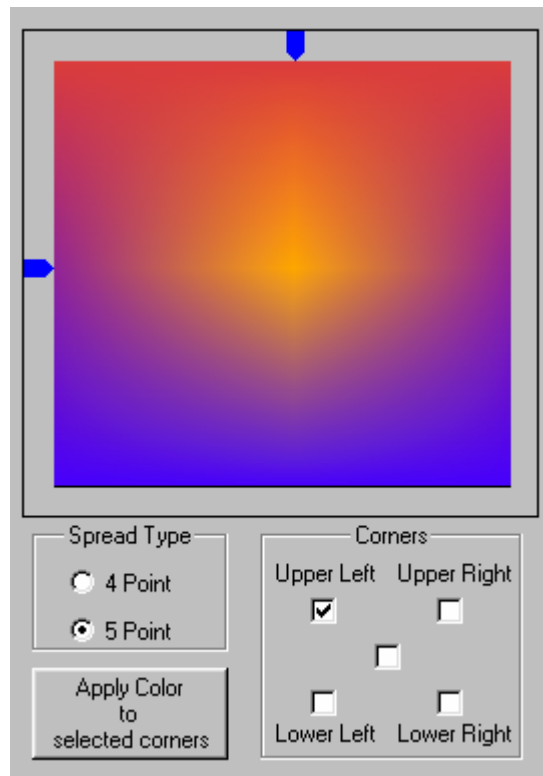 Spread Type
4 Point
5 Point
Apply Color
to
selected corners
Corners
Upper Left Upper Right
Lower Left Lower Right